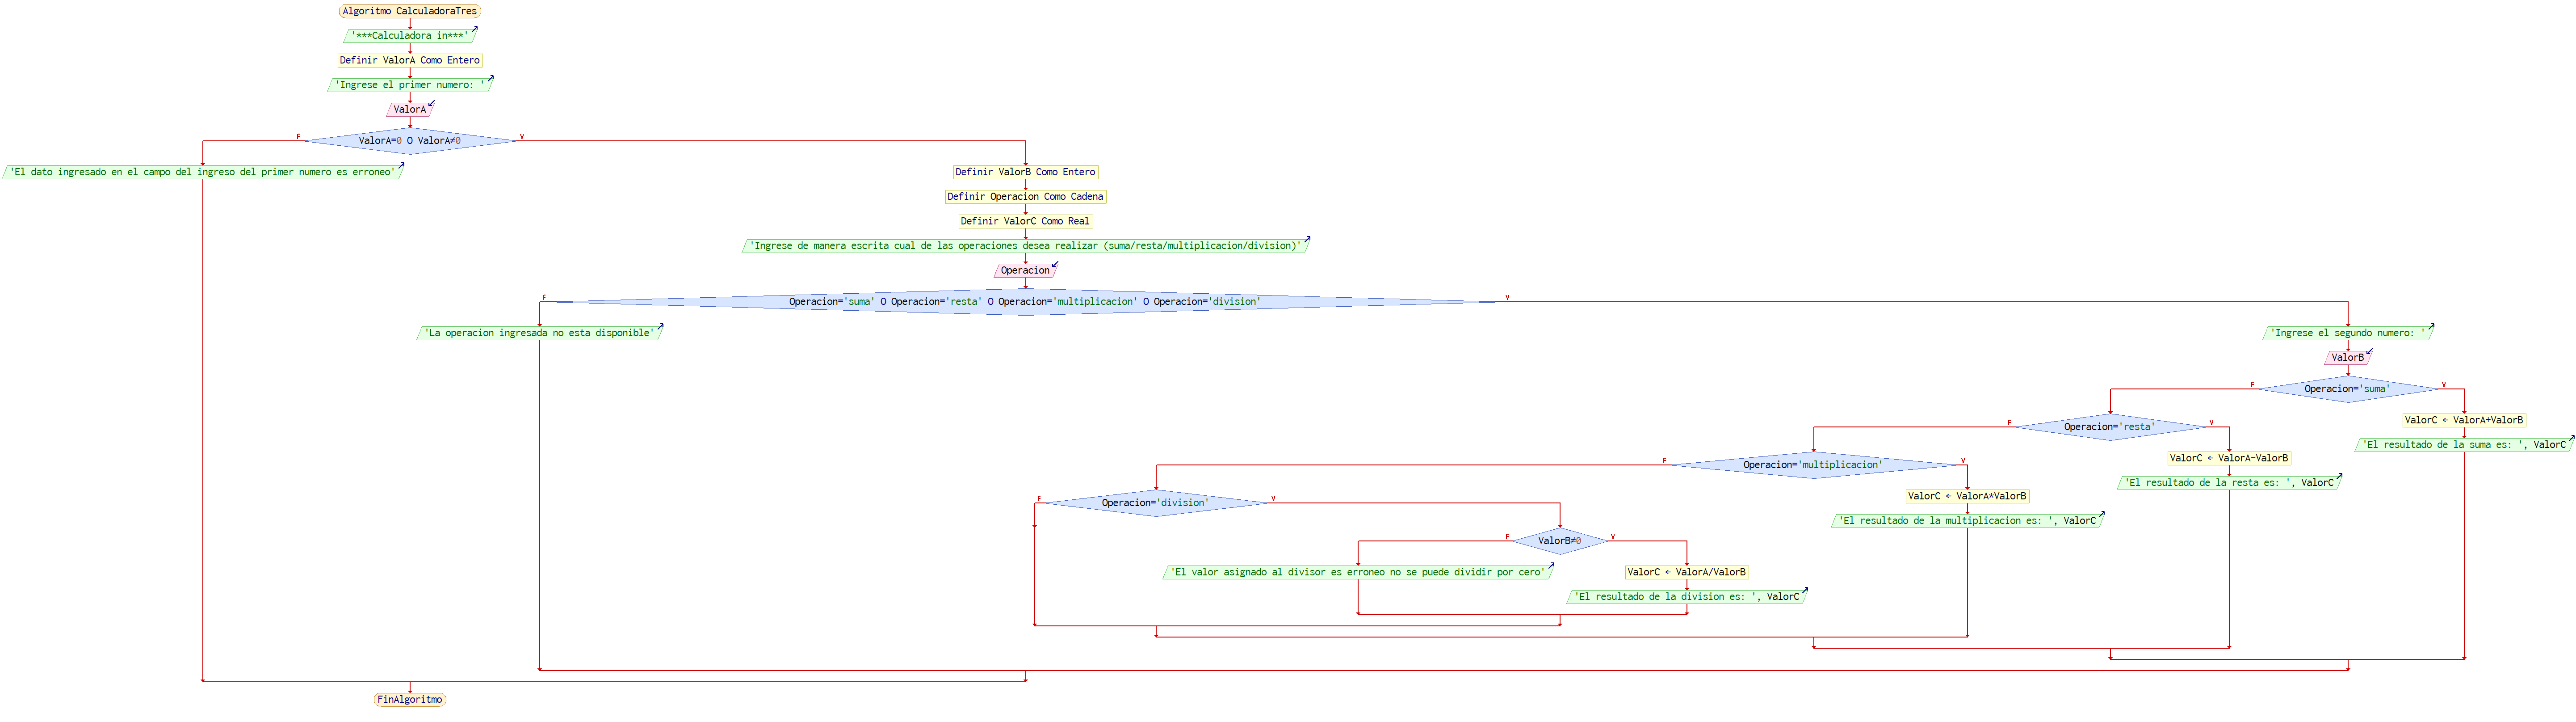 Algoritmo CalculadoraTres
'***Calculadora in***'
Definir ValorA Como Entero
'Ingrese el primer numero: '
ValorA
F
ValorA=0 O ValorA≠0
V
'El dato ingresado en el campo del ingreso del primer numero es erroneo'
Definir ValorB Como Entero
Definir Operacion Como Cadena
Definir ValorC Como Real
'Ingrese de manera escrita cual de las operaciones desea realizar (suma/resta/multiplicacion/division)'
Operacion
F
Operacion='suma' O Operacion='resta' O Operacion='multiplicacion' O Operacion='division'
V
'La operacion ingresada no esta disponible'
'Ingrese el segundo numero: '
ValorB
F
Operacion='suma'
V
ValorC ← ValorA+ValorB
'El resultado de la suma es: ', ValorC
F
Operacion='resta'
V
ValorC ← ValorA-ValorB
'El resultado de la resta es: ', ValorC
F
Operacion='multiplicacion'
V
ValorC ← ValorA*ValorB
'El resultado de la multiplicacion es: ', ValorC
F
Operacion='division'
V
F
ValorB≠0
V
'El valor asignado al divisor es erroneo no se puede dividir por cero'
ValorC ← ValorA/ValorB
'El resultado de la division es: ', ValorC
FinAlgoritmo